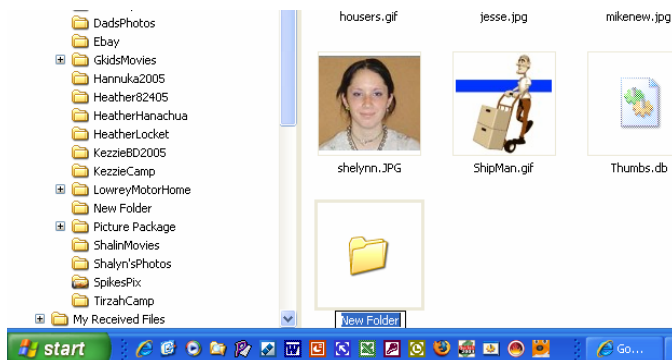 DadsPhotos
Ebay
GkidsMovies
Hannuka2005
Heather82405
HeatherHanachua
HeatherLocket
KezzieBD2005
KezzieCamp
LowreyMotorHome
New Folder
Picture Package
ShalinMovies
Shalyn'sPhotos
SpikesPix
TirzahCamp
My Received Files
housers.gif jesse.jpg mikenew.jpg
shelynn.JPG ShipMan.gif Thumbs.db
New Folder
start Go...